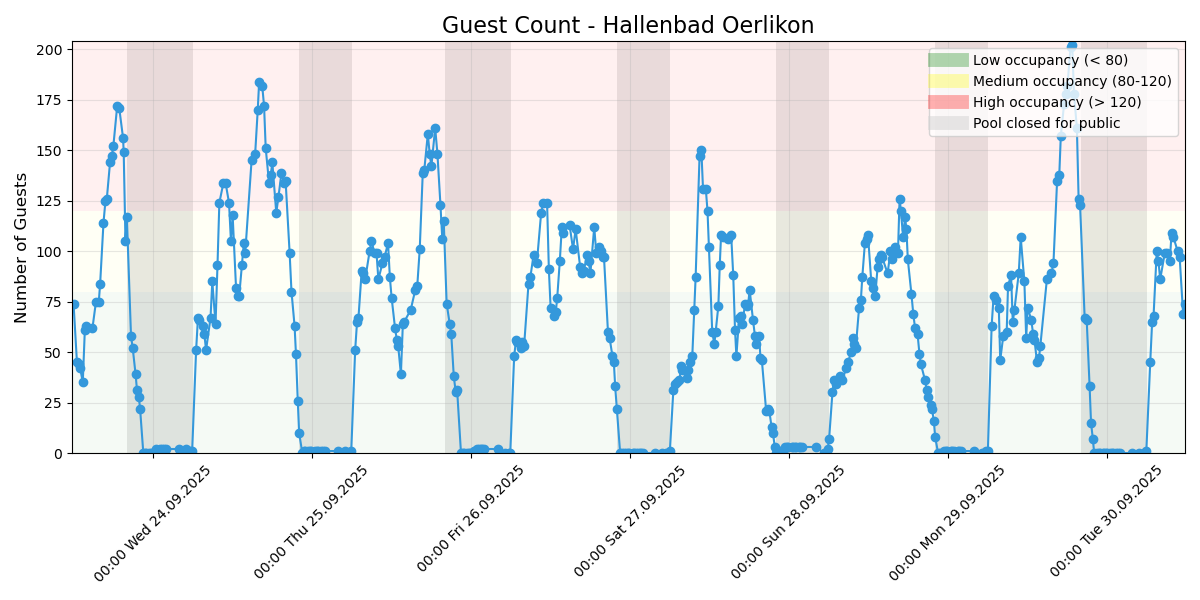 Guest Count - Hallenbad Oerlikon
Number of Guests
200
175
150
125
100
75
50
25
0
Low occupancy (< 80)
Medium occupancy (80-120)
High occupancy (> 120)
Pool closed for public
00:00 Wed 24.09.2025
00:00 Thu 25.09.2025
00:00 Fri 26.09.2025
00:00 Sat 27.09.2025
00:00 Sun 28.09.2025
00:00 Mon 29.09.2025
00:00 Tue 30.09.2025